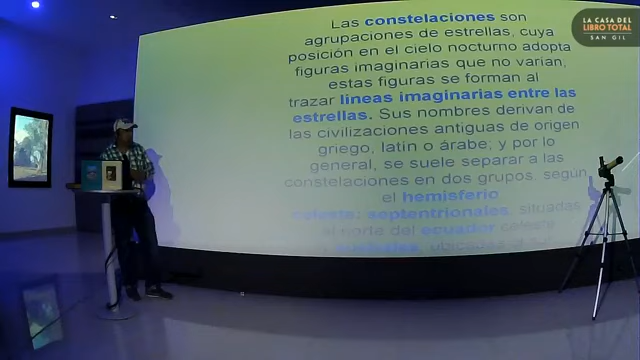 LA CASA DEL
LIBRO TOTAL
SAN GIL
Las constelaciones son
agrupaciones de estrellas, cuya
posición en el cielo nocturno adopta
figuras imaginarias que no varían,
estas figuras se forman al
trazar líneas imaginarias entre las
estrellas. Sus nombres derivan de
las civilizaciones antiguas de origen
griego, latín o árabe; y por lo
general, se suele separar a las
constelaciones en dos grupos, según
el hemisferio
celeste: septentrionales, situadas
al norte del ecuador celeste
australes, ubicadas al